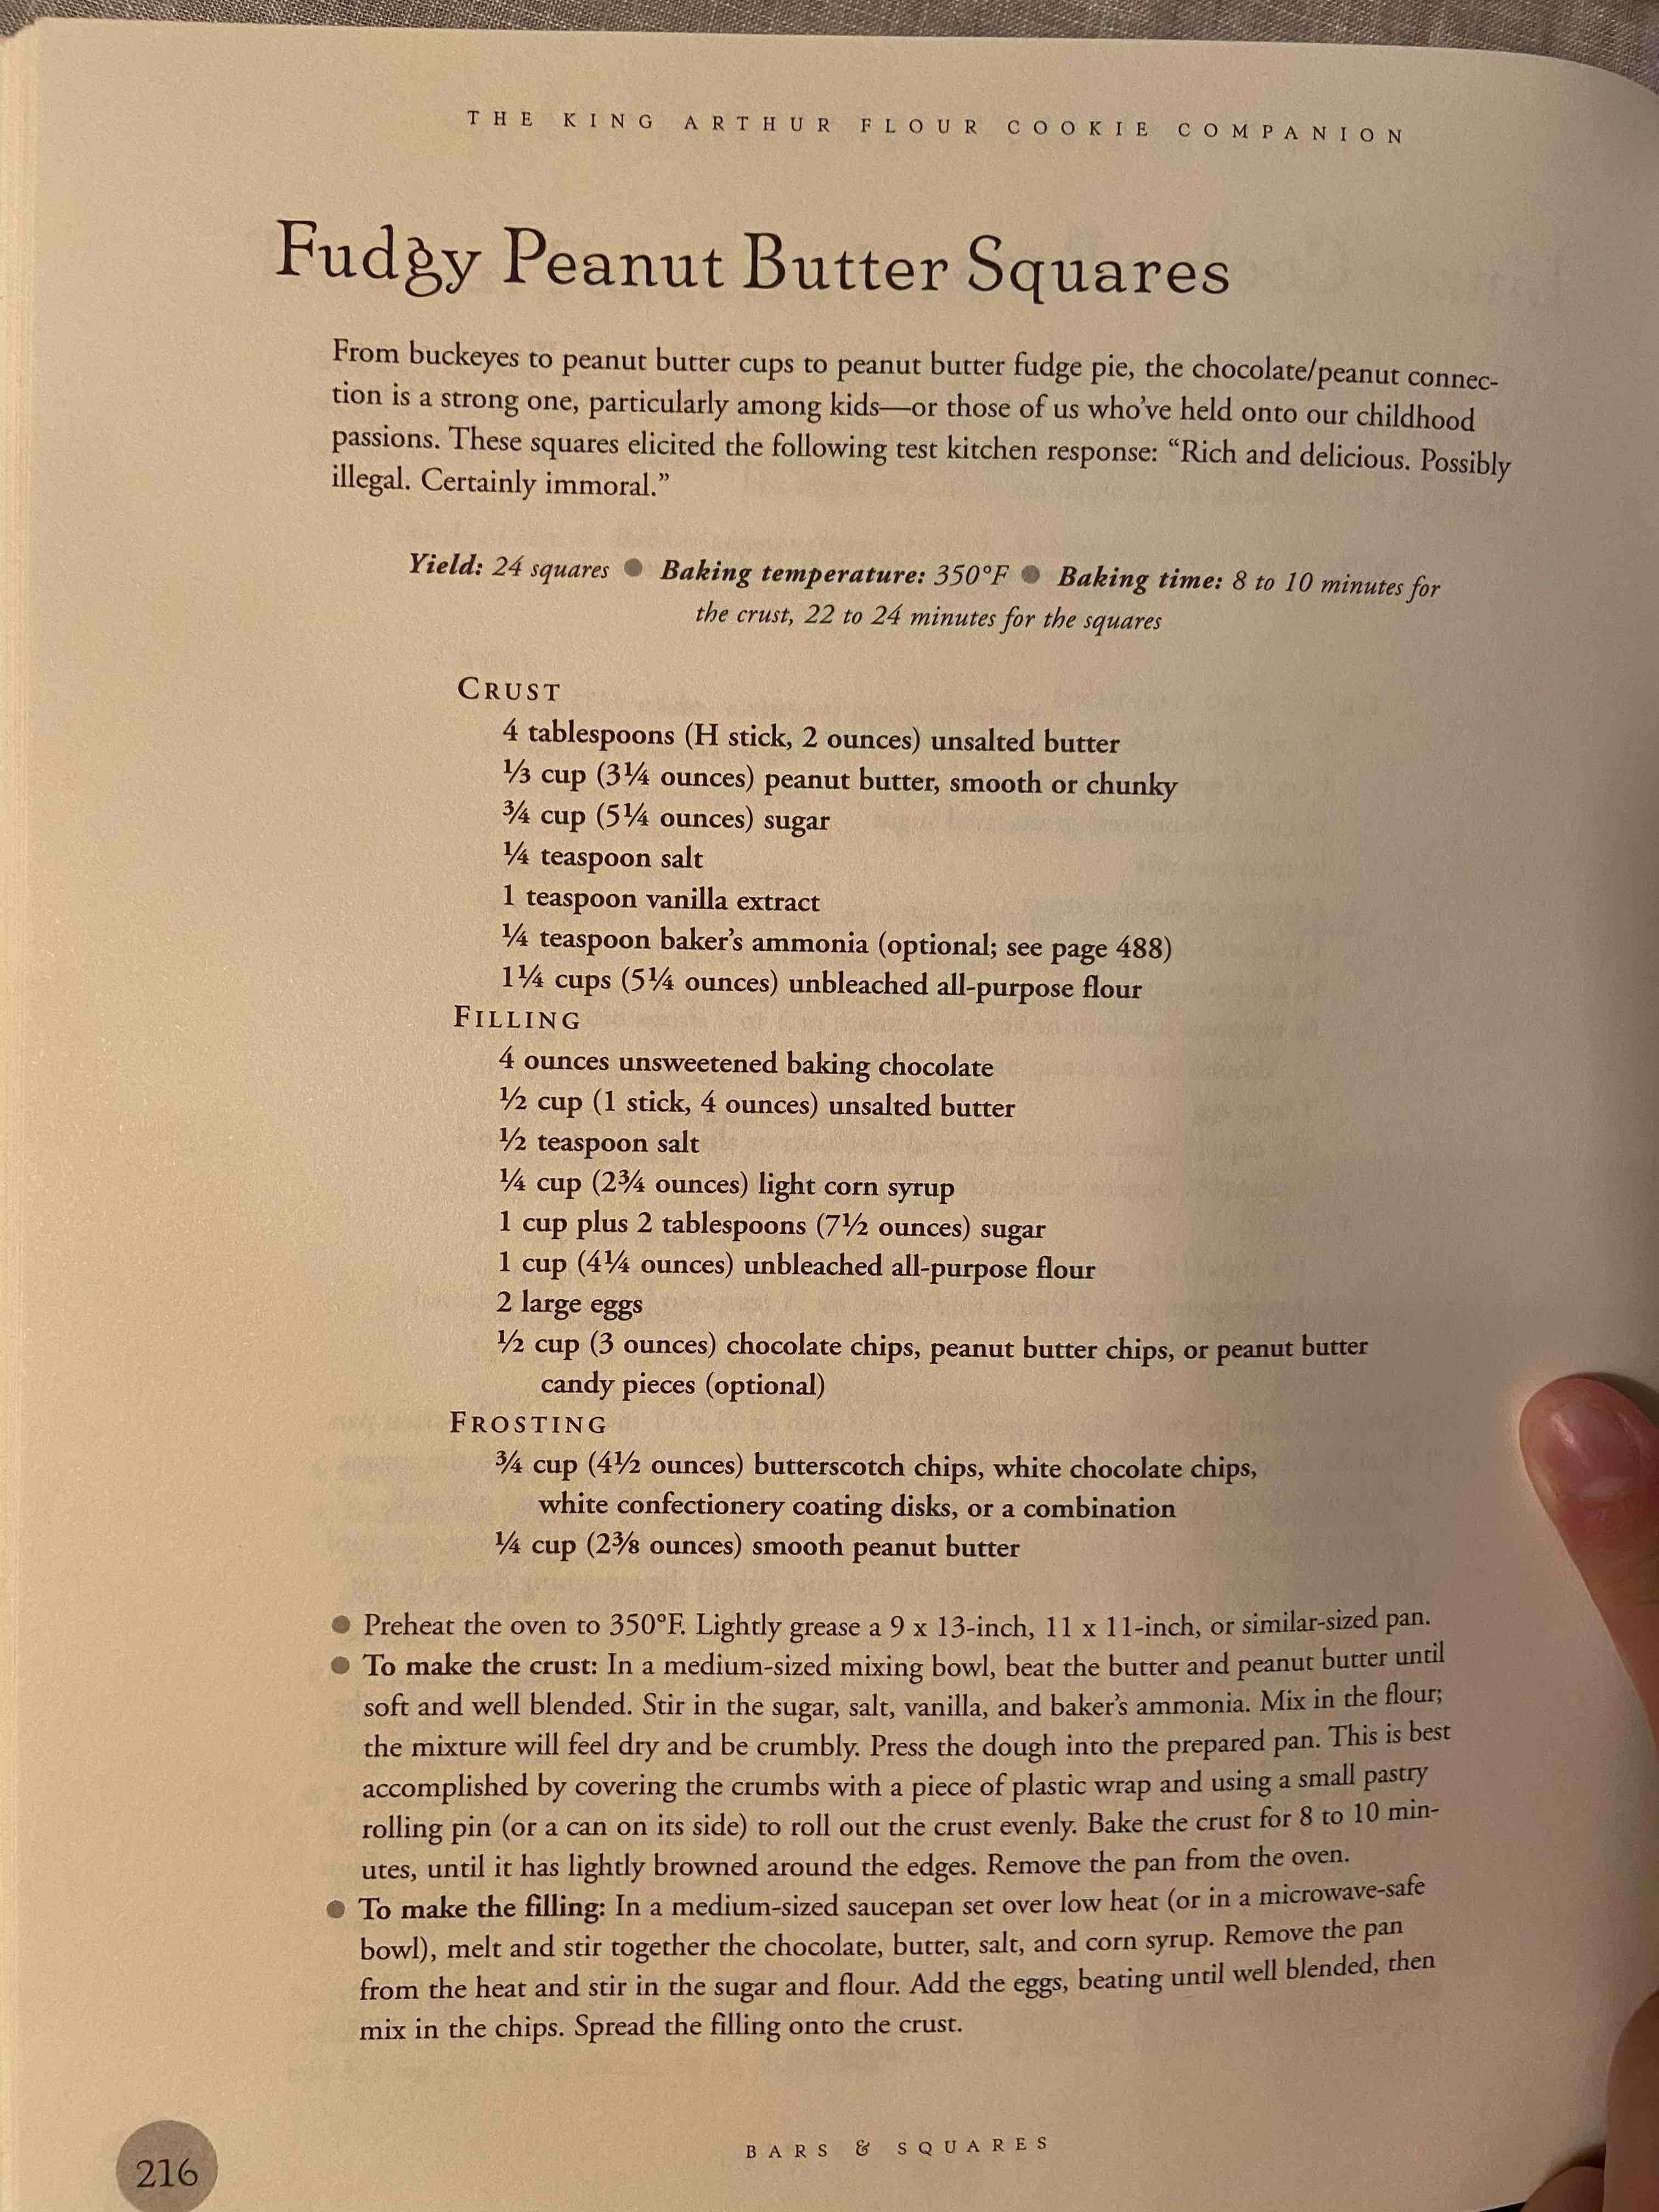 THE KING ARTHUR FLOUR COOKIE COMPANION
Fudgy Peanut Butter Squares
From buckeyes to peanut butter cups to peanut butter fudge pie, the chocolate/peanut connec-
tion is a strong one, particularly among kids—or those of us who’ve held onto our childhood
passions. These squares elicited the following test kitchen response: “Rich and delicious. Possibly
illegal. Certainly immoral.”
Yield: 24 squares ● Baking temperature: 350°F ● Baking time: 8 to 10 minutes for
the crust, 22 to 24 minutes for the squares
CRUST
4 tablespoons (H stick, 2 ounces) unsalted butter
⅓ cup (3¼ ounces) peanut butter, smooth or chunky
¾ cup (5¼ ounces) sugar
¼ teaspoon salt
1 teaspoon vanilla extract
¼ teaspoon baker’s ammonia (optional; see page 488)
1¼ cups (5¼ ounces) unbleached all-purpose flour
FILLING
4 ounces unsweetened baking chocolate
½ cup (1 stick, 4 ounces) unsalted butter
½ teaspoon salt
¼ cup (2¾ ounces) light corn syrup
1 cup plus 2 tablespoons (7½ ounces) sugar
1 cup (4¼ ounces) unbleached all-purpose flour
2 large eggs
½ cup (3 ounces) chocolate chips, peanut butter chips, or peanut butter
candy pieces (optional)
FROSTING
¾ cup (4½ ounces) butterscotch chips, white chocolate chips,
white confectionery coating disks, or a combination
¼ cup (2⅜ ounces) smooth peanut butter
● Preheat the oven to 350°F. Lightly grease a 9 x 13-inch, 11 x 11-inch, or similar-sized pan.
● To make the crust: In a medium-sized mixing bowl, beat the butter and peanut butter until
soft and well blended. Stir in the sugar, salt, vanilla, and baker’s ammonia. Mix in the flour;
the mixture will feel dry and be crumbly. Press the dough into the prepared pan. This is best
accomplished by covering the crumbs with a piece of plastic wrap and using a small pastry
rolling pin (or a can on its side) to roll out the crust evenly. Bake the crust for 8 to 10 min-
utes, until it has lightly browned around the edges. Remove the pan from the oven.
● To make the filling: In a medium-sized saucepan set over low heat (or in a microwave-safe
bowl), melt and stir together the chocolate, butter, salt, and corn syrup. Remove the pan
from the heat and stir in the sugar and flour. Add the eggs, beating until well blended, then
mix in the chips. Spread the filling onto the crust.
BARS & SQUARES
216